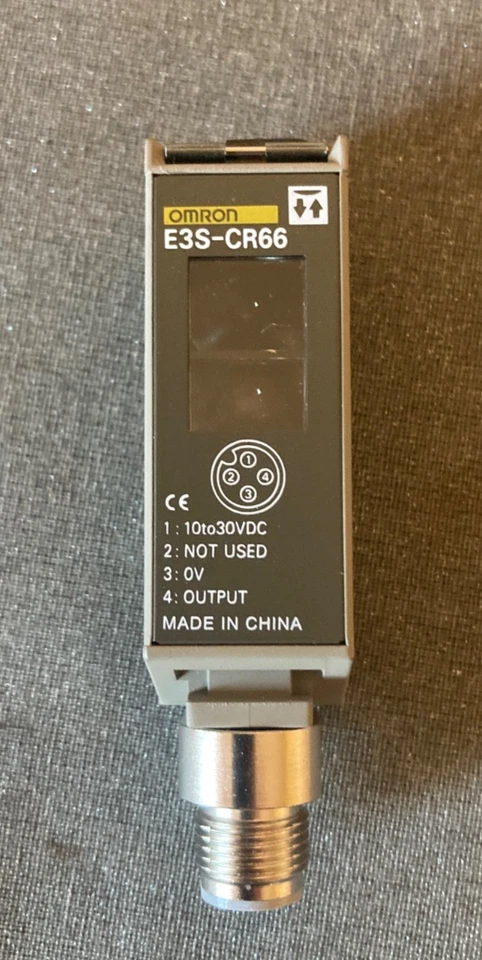 OMRON
E3S-CR66
1
2 4
3
CE
1 : 10to30VDC
2 : NOT USED
3 : 0V
4 : OUTPUT
MADE IN CHINA